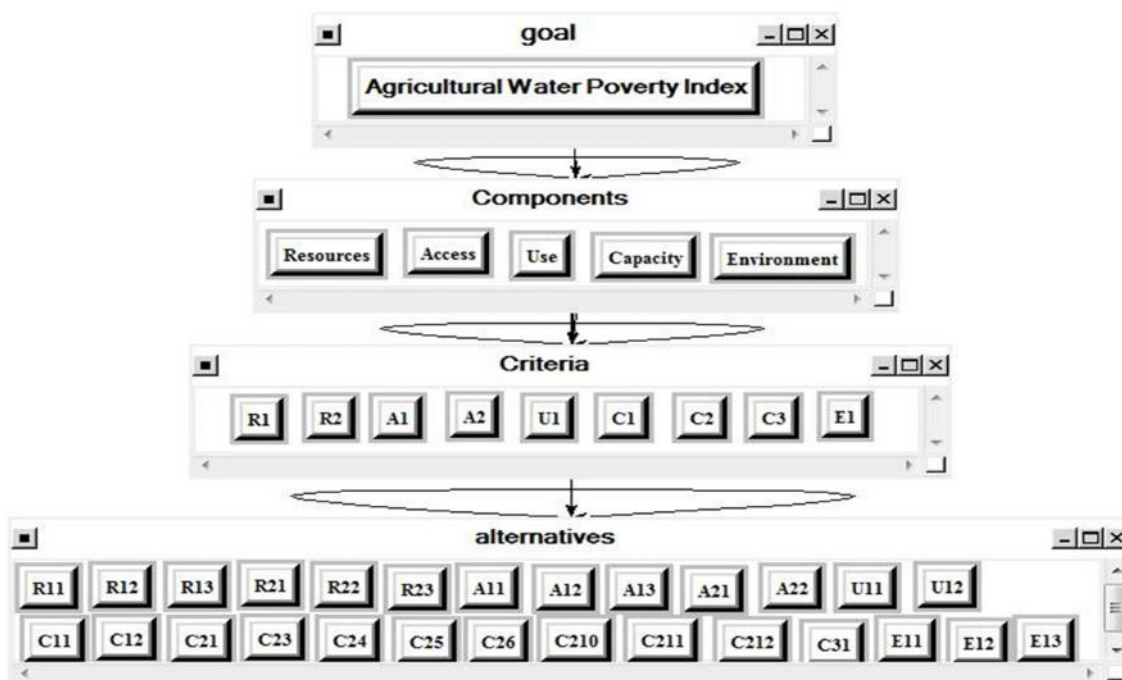 goal
Agricultural Water Poverty Index
Components
Resources Access Use Capacity Environment
Criteria
R1 R2 A1 A2 U1 C1 C2 C3 E1
alternatives
R11 R12 R13 R21 R22 R23 A11 A12 A13 A21 A22 U11 U12
C11 C12 C21 C23 C24 C25 C26 C210 C211 C212 C31 E11 E12 E13